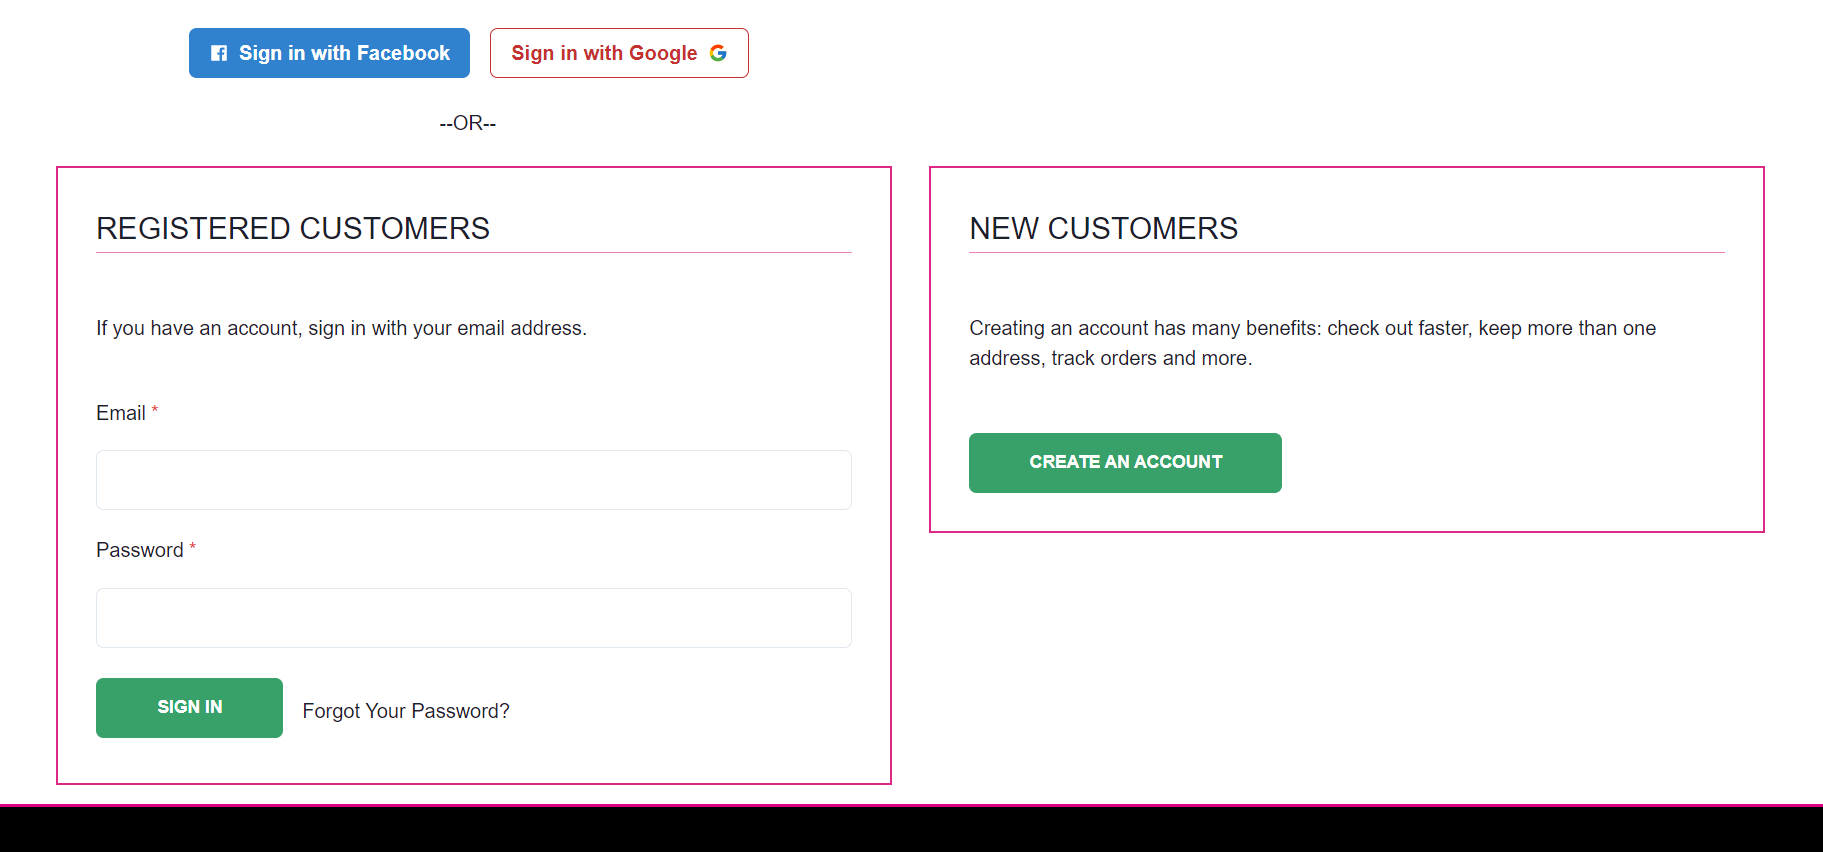 Sign in with Facebook
Sign in with Google
--OR--
REGISTERED CUSTOMERS
If you have an account, sign in with your email address.
Email *
Password *
SIGN IN
Forgot Your Password?
NEW CUSTOMERS
Creating an account has many benefits: check out faster, keep more than one
address, track orders and more.
CREATE AN ACCOUNT